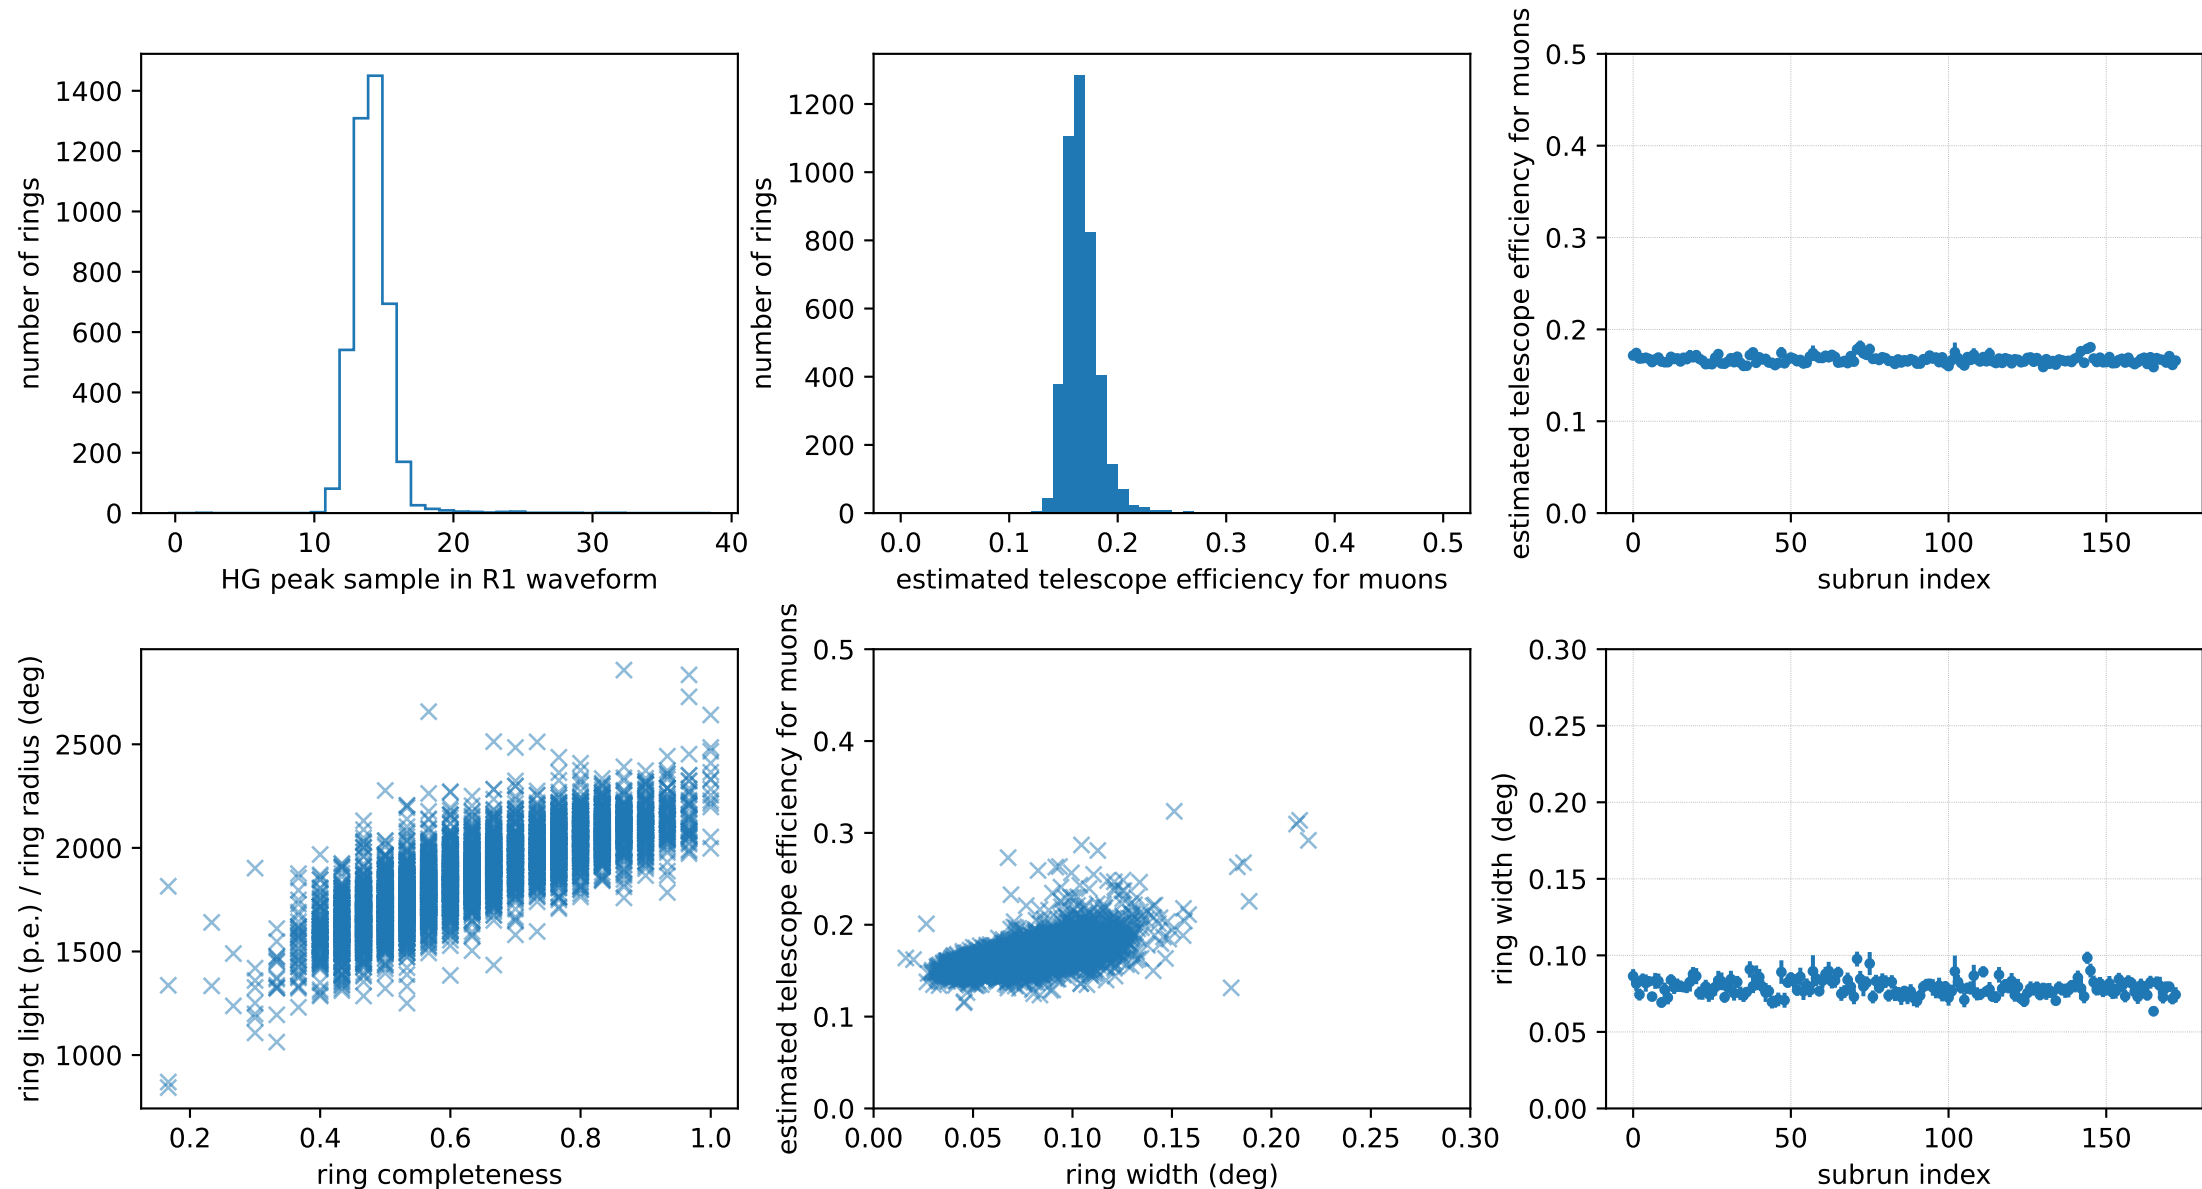 number of rings
1400
1200
1000
800
600
400
200
0
0 10 20 30 40
HG peak sample in R1 waveform
number of rings
1200
1000
800
600
400
200
0
0.0 0.1 0.2 0.3 0.4 0.5
estimated telescope efficiency for muons
estimated telescope efficiency for muons
0.5
0.4
0.3
0.2
0.1
0.0
0 50 100 150
subrun index
ring light (p.e.) / ring radius (deg)
2500
2000
1500
1000
0.2 0.4 0.6 0.8 1.0
ring completeness
estimated telescope efficiency for muons
0.5
0.4
0.3
0.2
0.1
0.0
0.00 0.05 0.10 0.15 0.20 0.25 0.30
ring width (deg)
ring width (deg)
0.30
0.25
0.20
0.15
0.10
0.05
0.00
0 50 100 150
subrun index